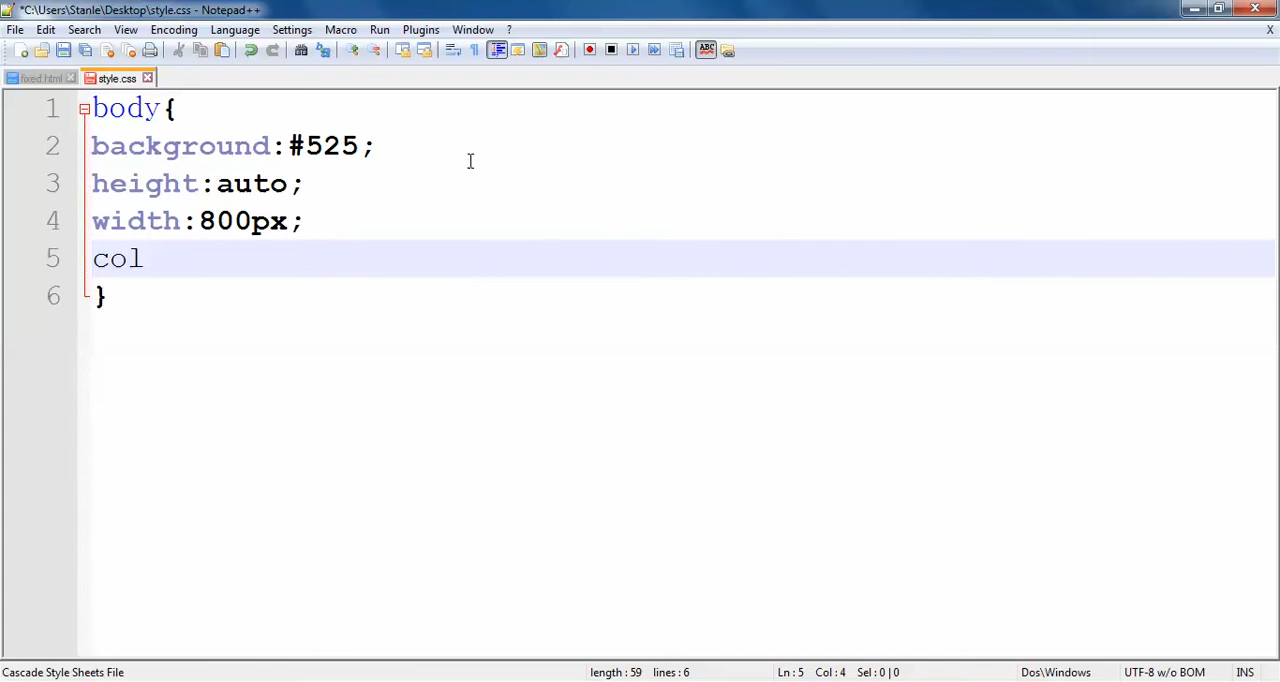 *C:\Users\Stanle\Desktop\style.css - Notepad++
File Edit Search View Encoding Language Settings Macro Run Plugins Window ? X
ABC
fixed.html style.css
1 body{
2 background:#525;
3 height:auto;
4 width:800px;
5 col
6 }
Cascade Style Sheets File length : 59 lines : 6 Ln : 5 Col : 4 Sel : 0 | 0 Dos\Windows UTF-8 w/o BOM INS